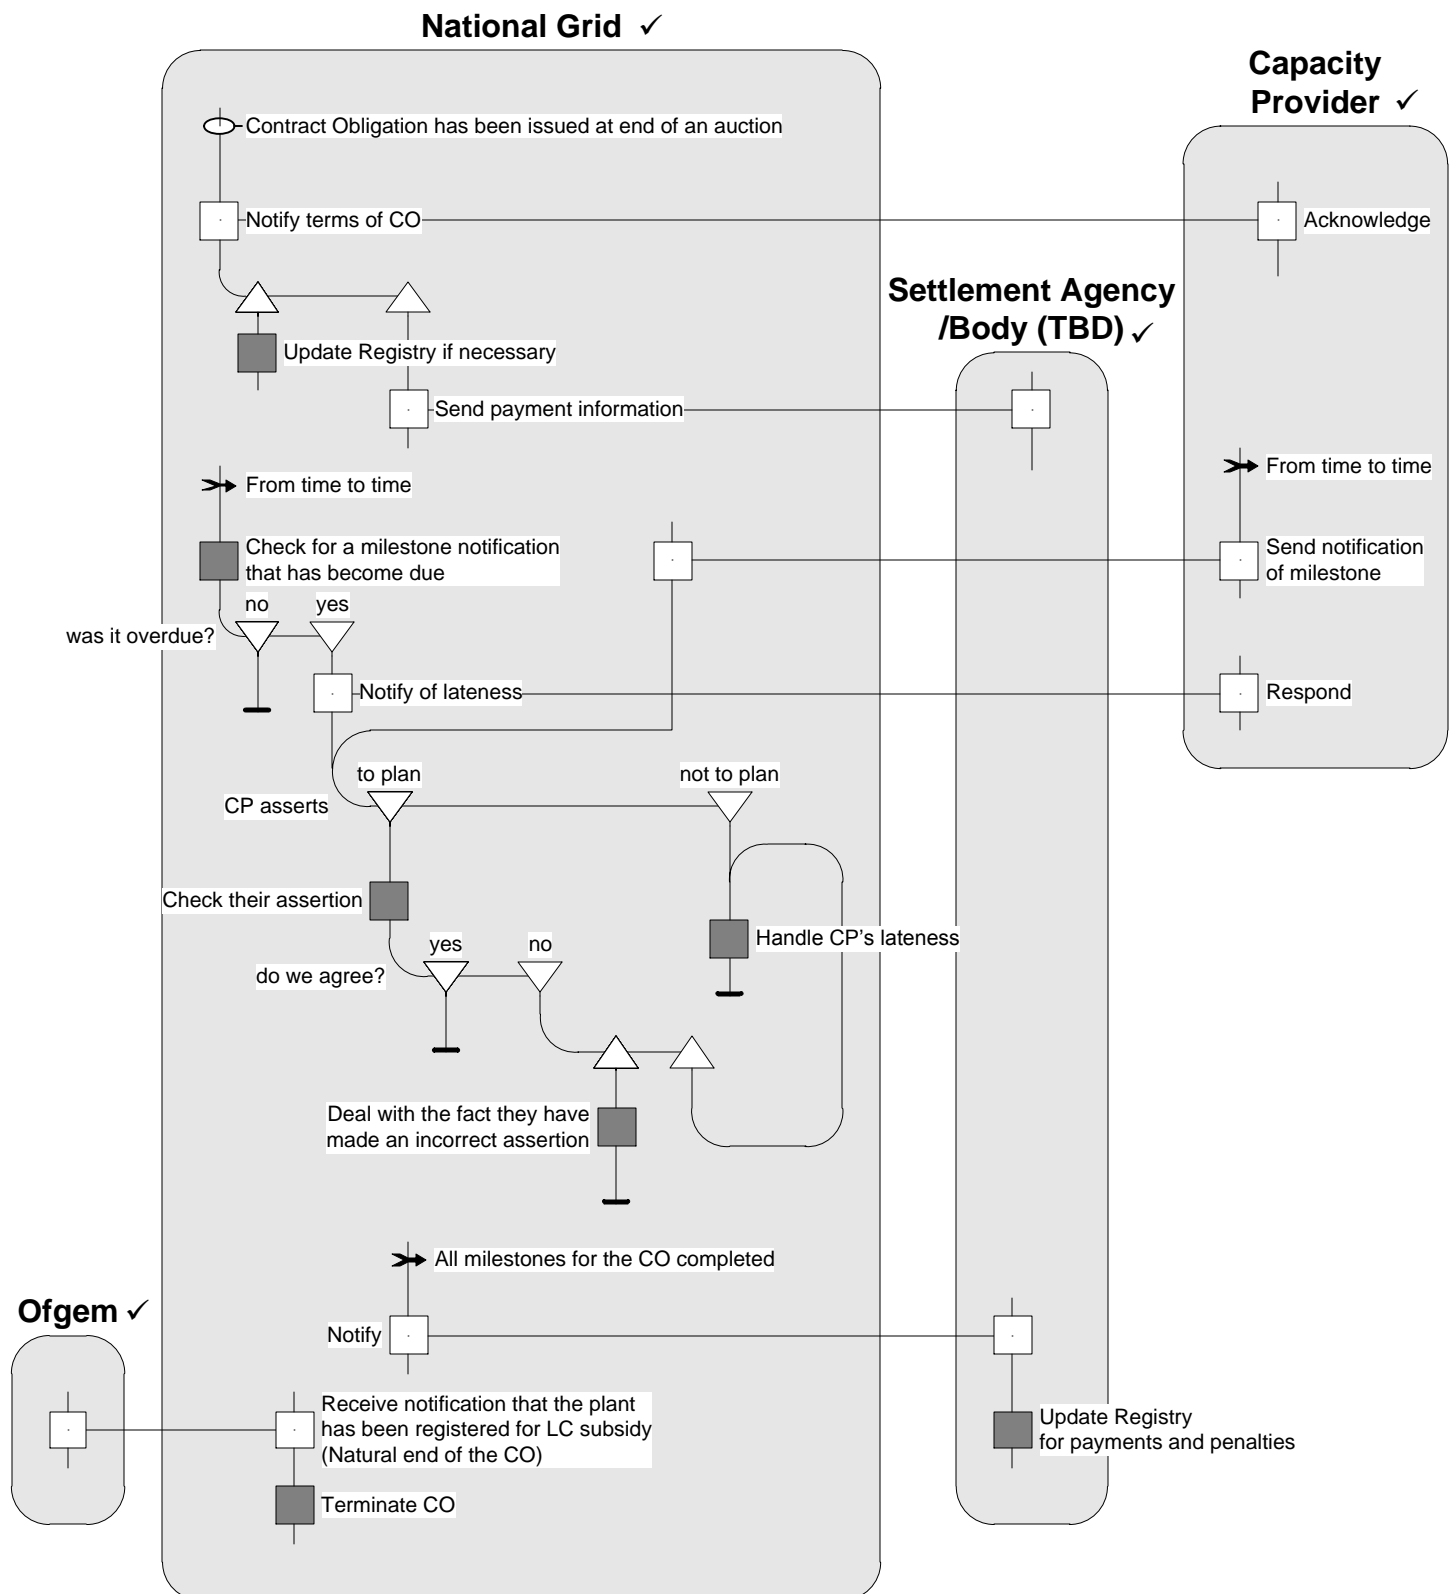 National Grid ✓
Capacity
Provider ✓
Contract Obligation has been issued at end of an auction
Notify terms of CO
Acknowledge
Settlement Agency
/Body (TBD) ✓
Update Registry if necessary
Send payment information
From time to time
From time to time
Check for a milestone notification
that has become due
Send notification
of milestone
no
yes
was it overdue?
Notify of lateness
Respond
to plan
not to plan
CP asserts
Check their assertion
yes
no
Handle CP's lateness
do we agree?
Deal with the fact they have
made an incorrect assertion
All milestones for the CO completed
Ofgem ✓
Notify
Receive notification that the plant
has been registered for LC subsidy
(Natural end of the CO)
Update Registry
for payments and penalties
Terminate CO